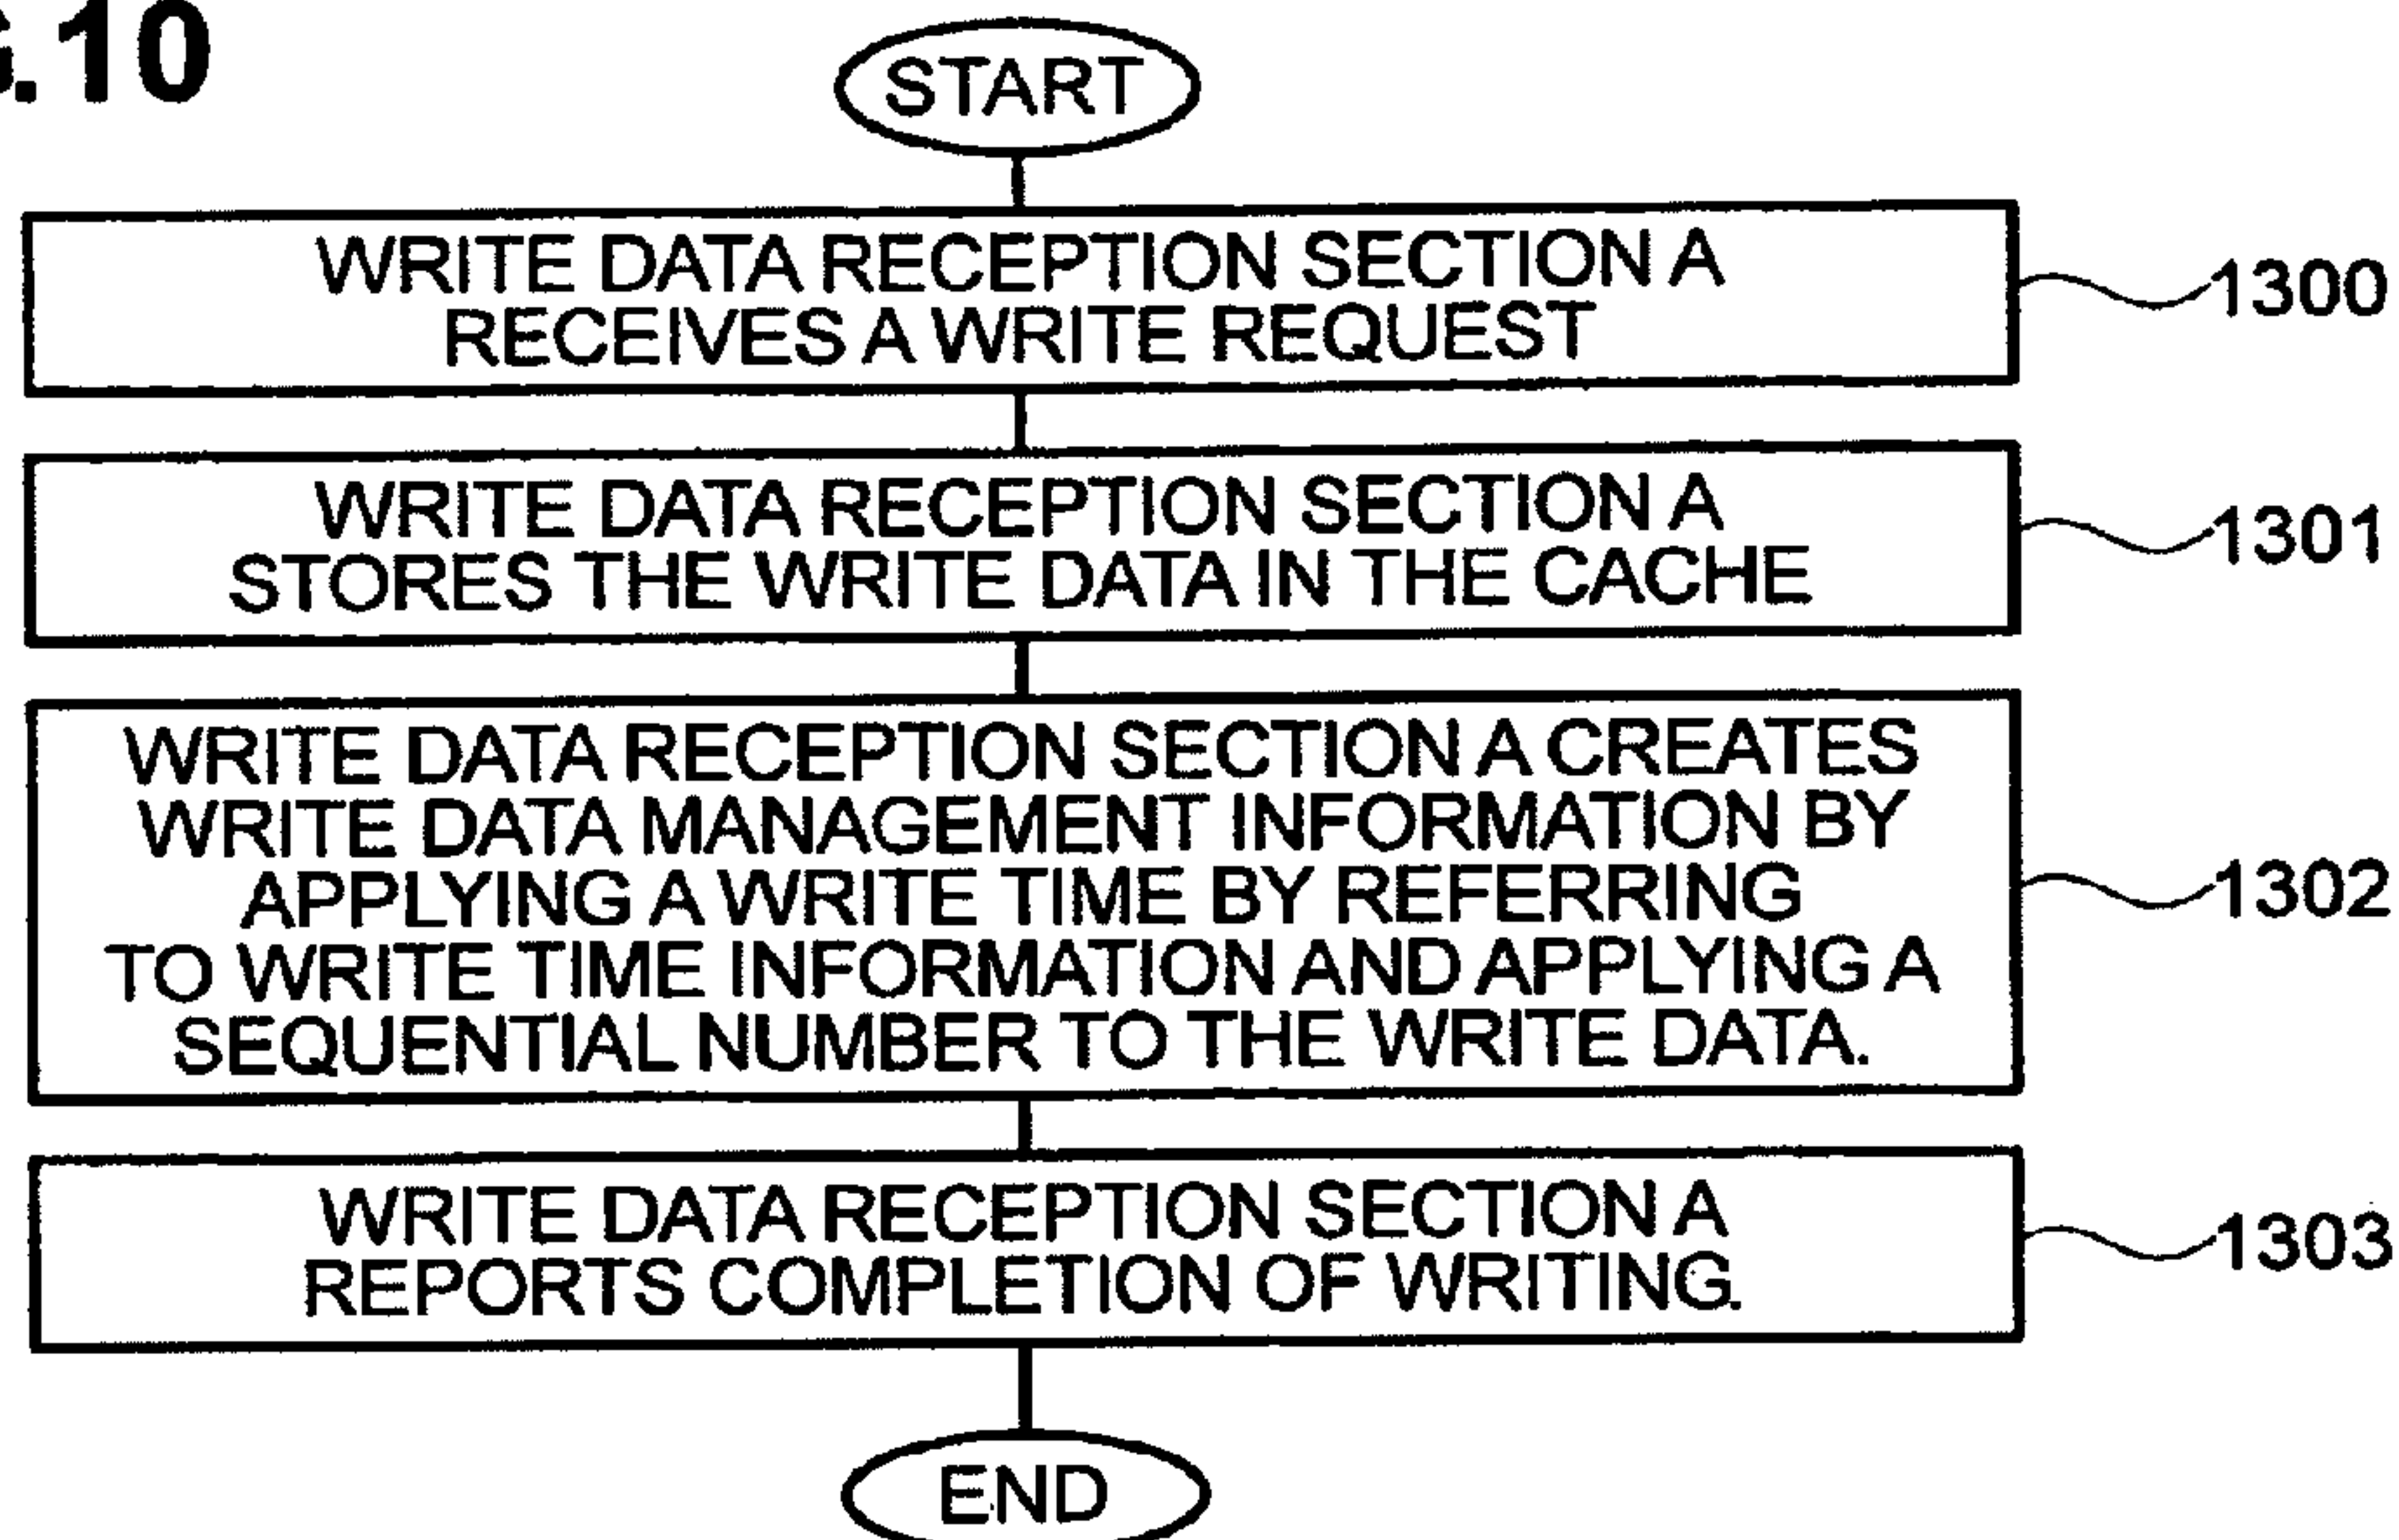 .10
START
WRITE DATA RECEPTION SECTION A
RECEIVES A WRITE REQUEST
1300
WRITE DATA RECEPTION SECTION A
STORES THE WRITE DATA IN THE CACHE
1301
WRITE DATA RECEPTION SECTION A CREATES
WRITE DATA MANAGEMENT INFORMATION BY
APPLYING A WRITE TIME BY REFERRING
TO WRITE TIME INFORMATION AND APPLYING A
SEQUENTIAL NUMBER TO THE WRITE DATA.
1302
WRITE DATA RECEPTION SECTION A
REPORTS COMPLETION OF WRITING.
1303
END